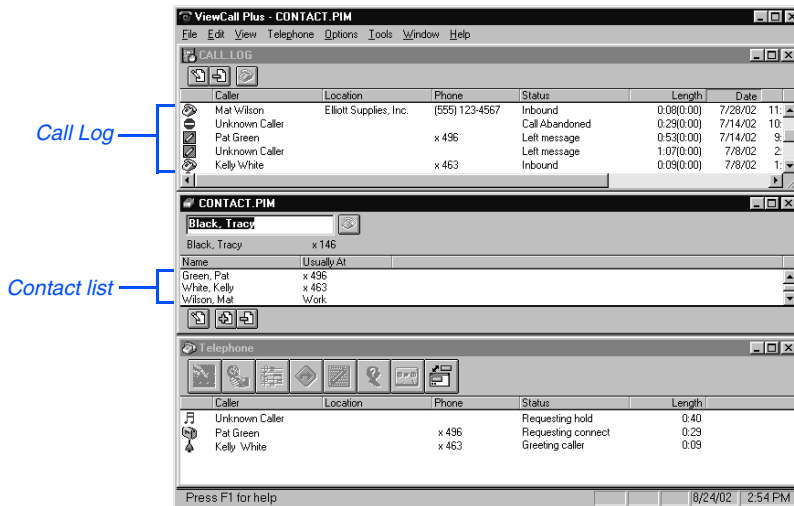 ViewCall Plus - CONTACT.PIM
File Edit View Telephone Options Tools Window Help
CALL LOG
Caller Location Phone Status Length Date
Mat Wilson Elliott Supplies, Inc. (555) 123-4567 Inbound 0:08(0:00) 7/28/02 11:
Unknown Caller Call Abandoned 0:29(0:00) 7/14/02 10:
Call Log
Pat Green x 496 Left message 0:53(0:00) 7/14/02 9:
Unknown Caller Left message 1:07(0:00) 7/8/02 2:
Kelly White x 463 Inbound 0:09(0:00) 7/8/02 1:
CONTACT.PIM
Black, Tracy
Black, Tracy x 146
Name Usually At
Green, Pat x 496
Contact list
White, Kelly x 463
Wilson, Mat Work
Telephone
Caller Location Phone Status Length
Unknown Caller Requesting hold 0:40
Pat Green x 496 Requesting connect 0:29
Kelly White x 463 Greeting caller 0:09
Press F1 for help 8/24/02 2:54 PM